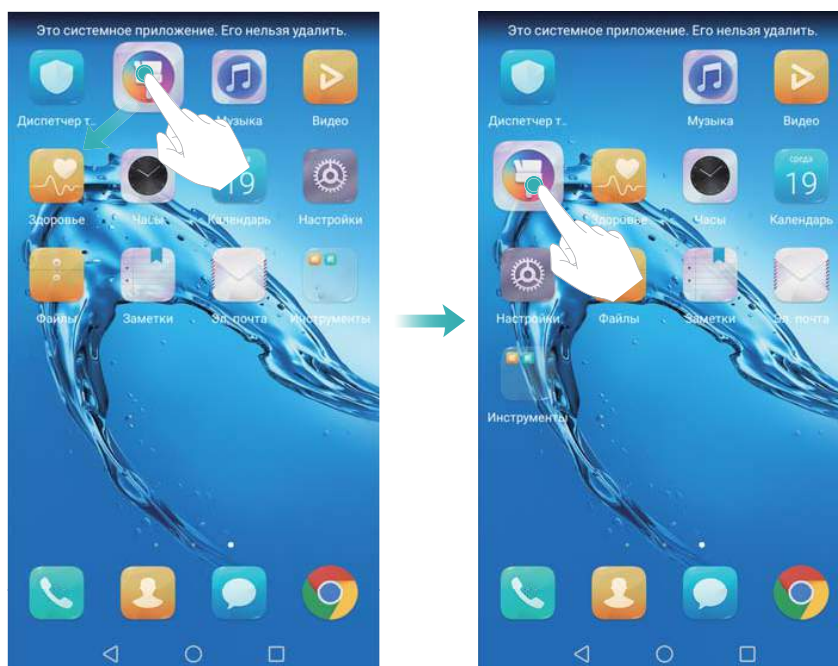 Это системное приложение. Его нельзя удалить.
Диспетчер т..
Музыка
Видео
Здоровье
Часы
19
Календарь
Настройки
Файлы
Заметки
Эл. почта
Инструменты
Это системное приложение. Его нельзя удалить.
Диспетчер т..
Музыка
Видео
среда
19
Здоровье
Часы
Календарь
Настройки
Файлы
Заметки
Эл. почта
Инструменты